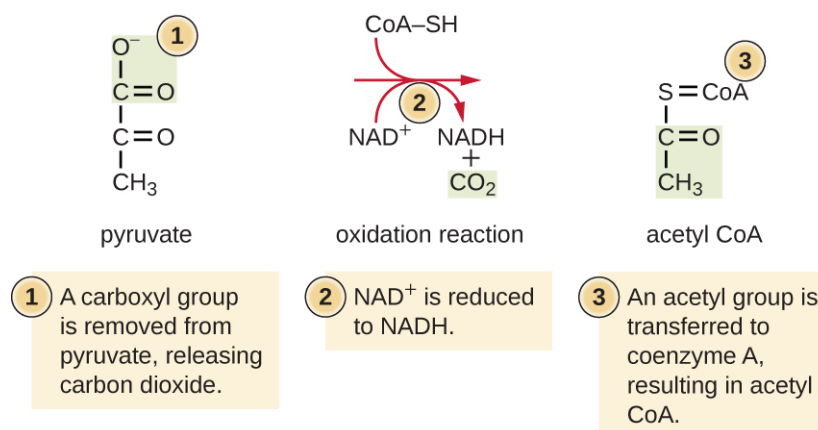 1
O⁻
C=O
C=O
CH₃
pyruvate
CoA–SH
2
NAD⁺ NADH
+
CO₂
oxidation reaction
3
S=CoA
C=O
CH₃
acetyl CoA
1 A carboxyl group
is removed from
pyruvate, releasing
carbon dioxide.
2 NAD⁺ is reduced
to NADH.
3 An acetyl group is
transferred to
coenzyme A,
resulting in acetyl
CoA.